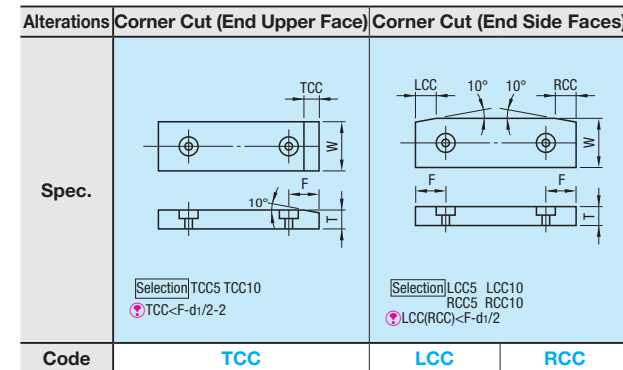 Alterations Corner Cut (End Upper Face) Corner Cut (End Side Faces)
Spec.
TCC
W
F
10°
T
Selection TCC5 TCC10
TCC<F-d1/2-2
LCC 10° 10° RCC
W
F F
T
Selection LCC5 LCC10
RCC5 RCC10
LCC(RCC)<F-d1/2
Code TCC LCC RCC